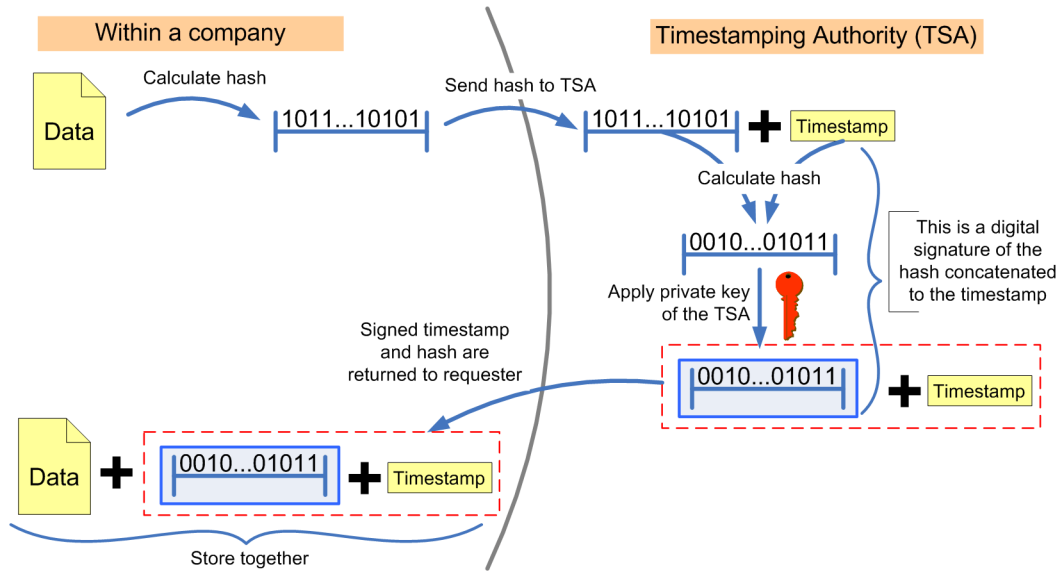 Within a company
Timestamping Authority (TSA)
Calculate hash
Send hash to TSA
Data
1011...10101
1011...10101
Timestamp
Calculate hash
This is a digital
signature of the
hash concatenated
to the timestamp
0010...01011
Apply private key
of the TSA
Signed timestamp
and hash are
returned to requester
0010...01011
Timestamp
Data
0010...01011
Timestamp
Store together